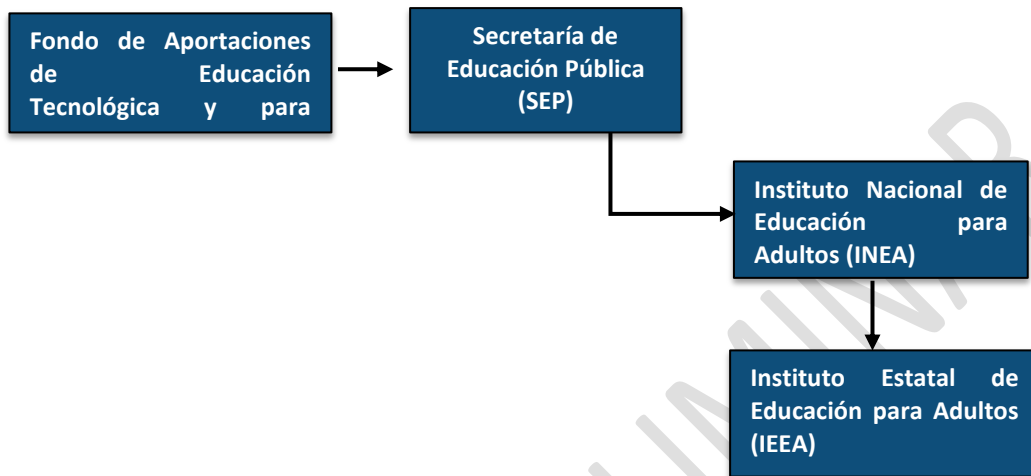 Fondo de Aportaciones
de Educación
Tecnológica y para
Secretaría de
Educación Pública
(SEP)
Instituto Nacional de
Educación para
Adultos (INEA)
Instituto Estatal de
Educación para Adultos
(IEEA)
LIMINAR